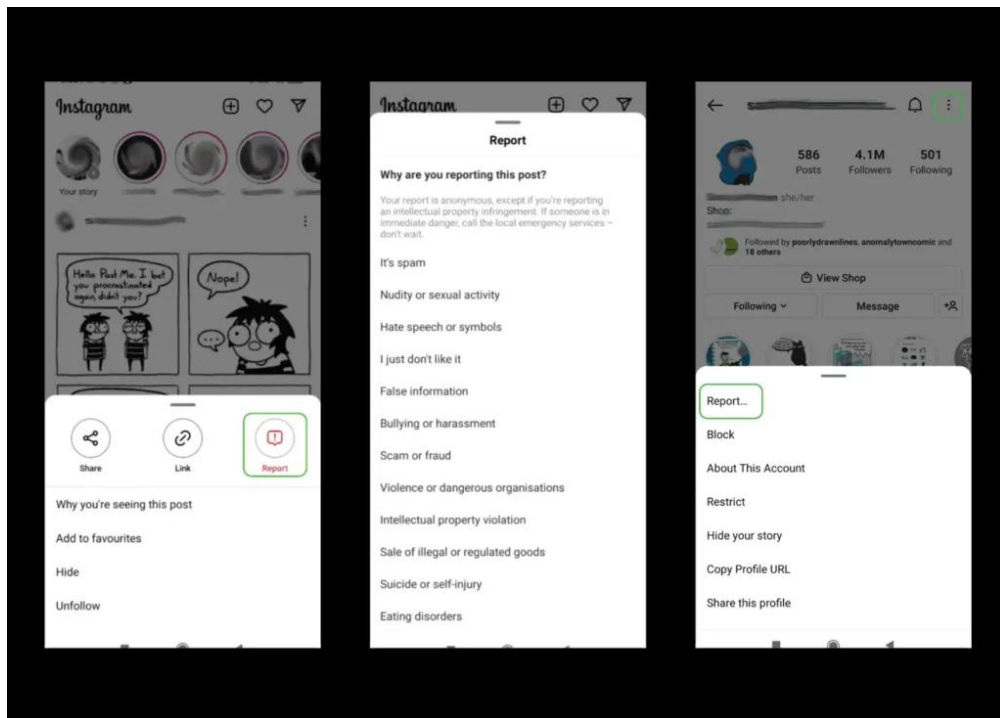 Instagram
Your story
Hello Past Me. I bet
you procrastinated
again, didn't you?
Nope!
Share
Link
Report
Why you're seeing this post
Add to favourites
Hide
Unfollow
Instagram
Report
Why are you reporting this post?
Your report is anonymous, except if you're reporting
an intellectual property infringement. If someone is in
immediate danger, call the local emergency services –
don't wait.
It's spam
Nudity or sexual activity
Hate speech or symbols
I just don't like it
False information
Bullying or harassment
Scam or fraud
Violence or dangerous organisations
Intellectual property violation
Sale of illegal or regulated goods
Suicide or self-injury
Eating disorders
586 4.1M 501
Posts Followers Following
she/her
Shop:
Followed by poorlydrawnlines, anomalytowncomic and
18 others
View Shop
Following Message
Report...
Block
About This Account
Restrict
Hide your story
Copy Profile URL
Share this profile